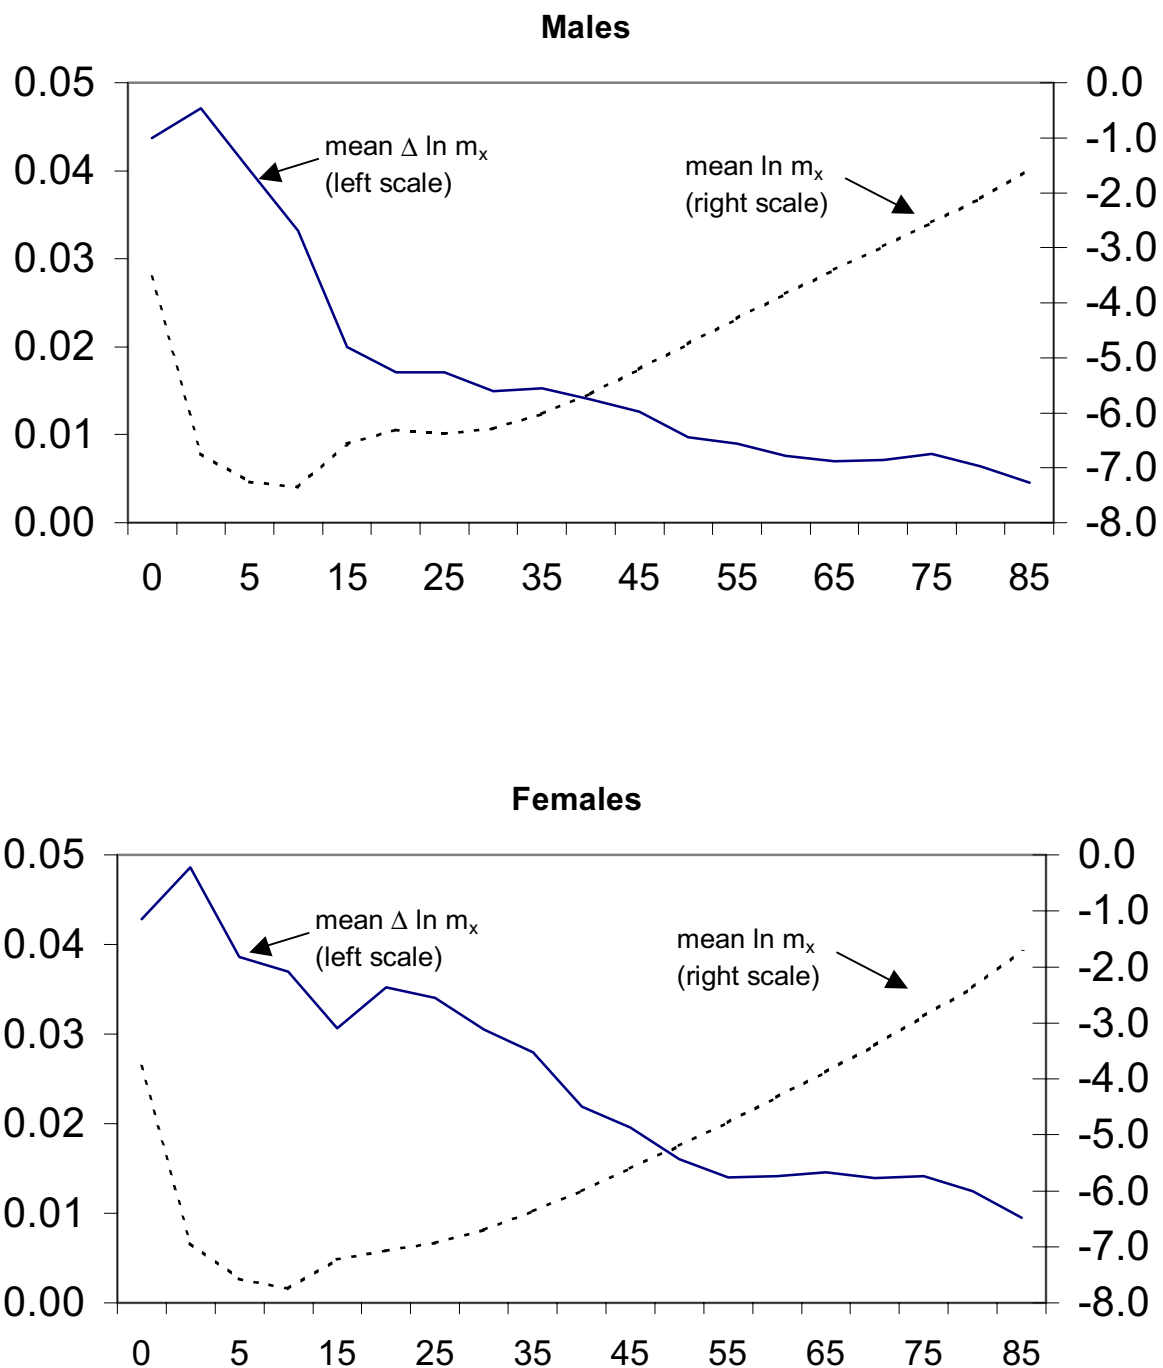 Males
0.05
0.04
0.03
0.02
0.01
0.00
0.0
-1.0
-2.0
-3.0
-4.0
-5.0
-6.0
-7.0
-8.0
mean Δ ln mₓ
(left scale)
mean ln mₓ
(right scale)
0 5 15 25 35 45 55 65 75 85
Females
0.05
0.04
0.03
0.02
0.01
0.00
0.0
-1.0
-2.0
-3.0
-4.0
-5.0
-6.0
-7.0
-8.0
mean Δ ln mₓ
(left scale)
mean ln mₓ
(right scale)
0 5 15 25 35 45 55 65 75 85